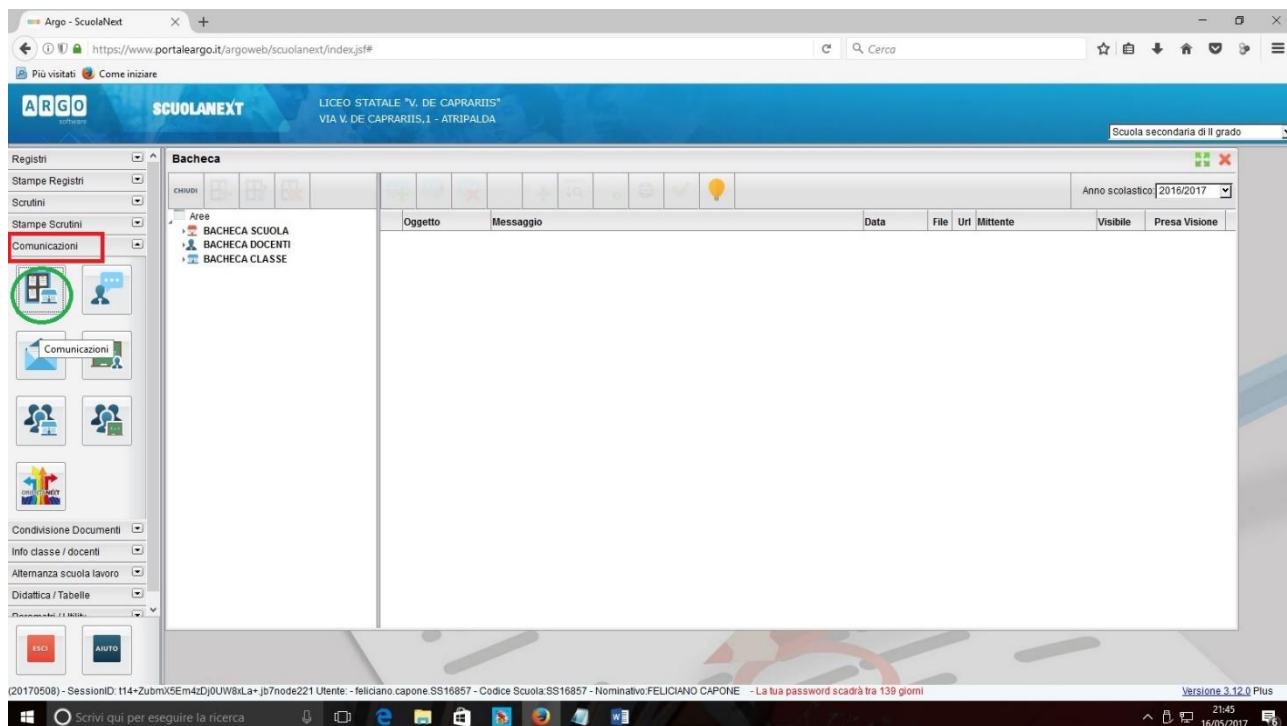 Argo - ScuolaNext
https://www.portaleargo.it/argoweb/scuolanext/index.jsf#
Cerca
Più visitati Come iniziare
ARGO software
SCUOLANEXT
LICEO STATALE "V. DE CAPRARIIS"
VIA V. DE CAPRARIIS,1 - ATRIPALDA
Scuola secondaria di II grado
Registri
Stampe Registri
Scrutini
Stampe Scrutini
Comunicazioni
Comunicazioni
Condivisione Documenti
Info classe / docenti
Alternanza scuola lavoro
Didattica / Tabelle
Parametri / Utility
ESCI
AIUTO
Bacheca
CHIUDI
Anno scolastico: 2016/2017
Aree
BACHECA SCUOLA
BACHECA DOCENTI
BACHECA CLASSE
Oggetto Messaggio Data File Url Mittente Visibile Presa Visione
(20170508) - SessionID: t14+ZubmX5Em4zDj0UW8xLa+.jb7node221 Utente: - feliciano.capone.SS16857 - Codice Scuola:SS16857 - Nominativo:FELICIANO CAPONE - La tua password scadrà tra 139 giorni
Versione 3.12.0 Plus
Scrivi qui per eseguire la ricerca
21:45
16/05/2017